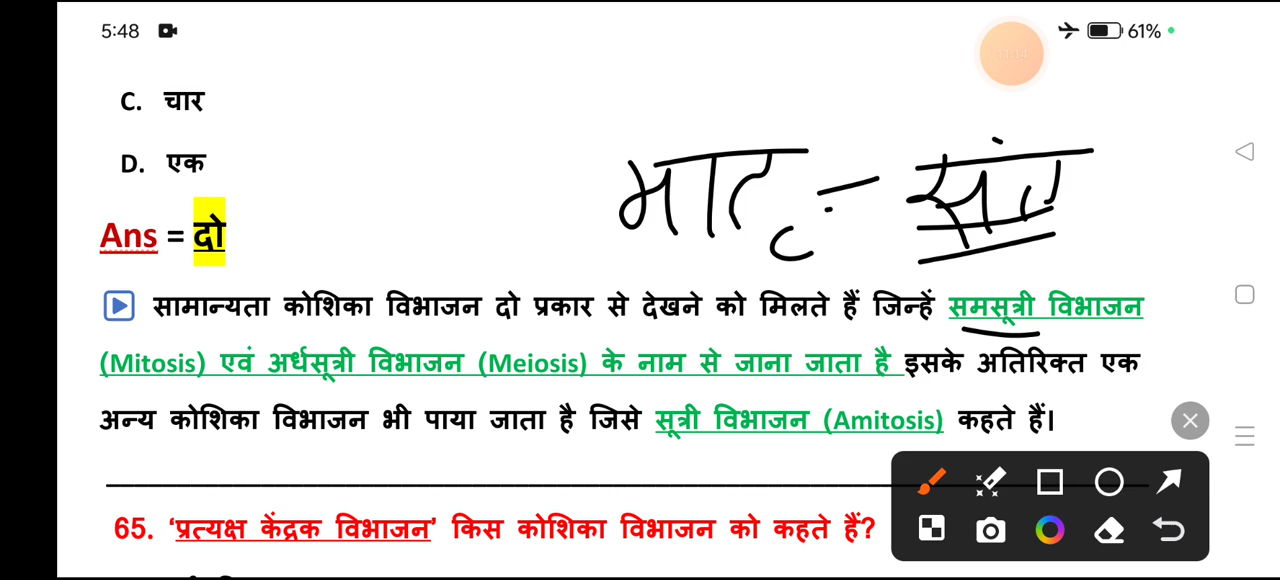 5:48 61%
C. चार
D. एक
Ans = दो
सामान्यता कोशिका विभाजन दो प्रकार से देखने को मिलते हैं जिन्हें समसूत्री विभाजन
(Mitosis) एवं अर्धसूत्री विभाजन (Meiosis) के नाम से जाना जाता है इसके अतिरिक्त एक
अन्य कोशिका विभाजन भी पाया जाता है जिसे सूत्री विभाजन (Amitosis) कहते हैं।
65. ‘प्रत्यक्ष केंद्रक विभाजन’ किस कोशिका विभाजन को कहते हैं?